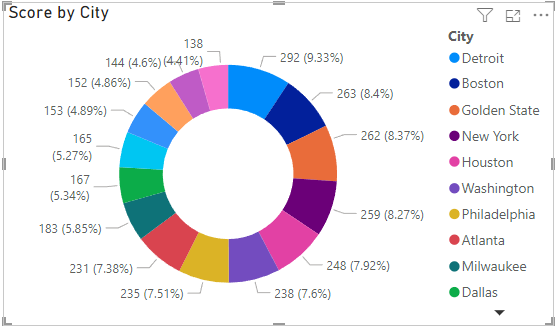 Score by City
138
144 (4.6%) (4.41%)
152 (4.86%)
153 (4.89%)
165
(5.27%)
167
(5.34%)
183 (5.85%)
231 (7.38%)
235 (7.51%)
292 (9.33%)
263 (8.4%)
262 (8.37%)
259 (8.27%)
248 (7.92%)
238 (7.6%)
City
Detroit
Boston
Golden State
New York
Houston
Washington
Philadelphia
Atlanta
Milwaukee
Dallas